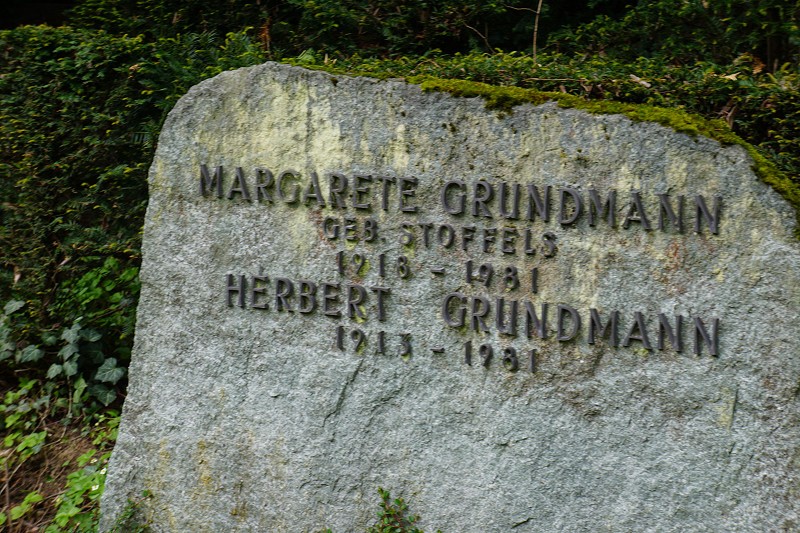 MARGARETE GRUNDMANN
GEB. STOFFELS
1918 - 1981
HERBERT GRUNDMANN
1913 - 1981